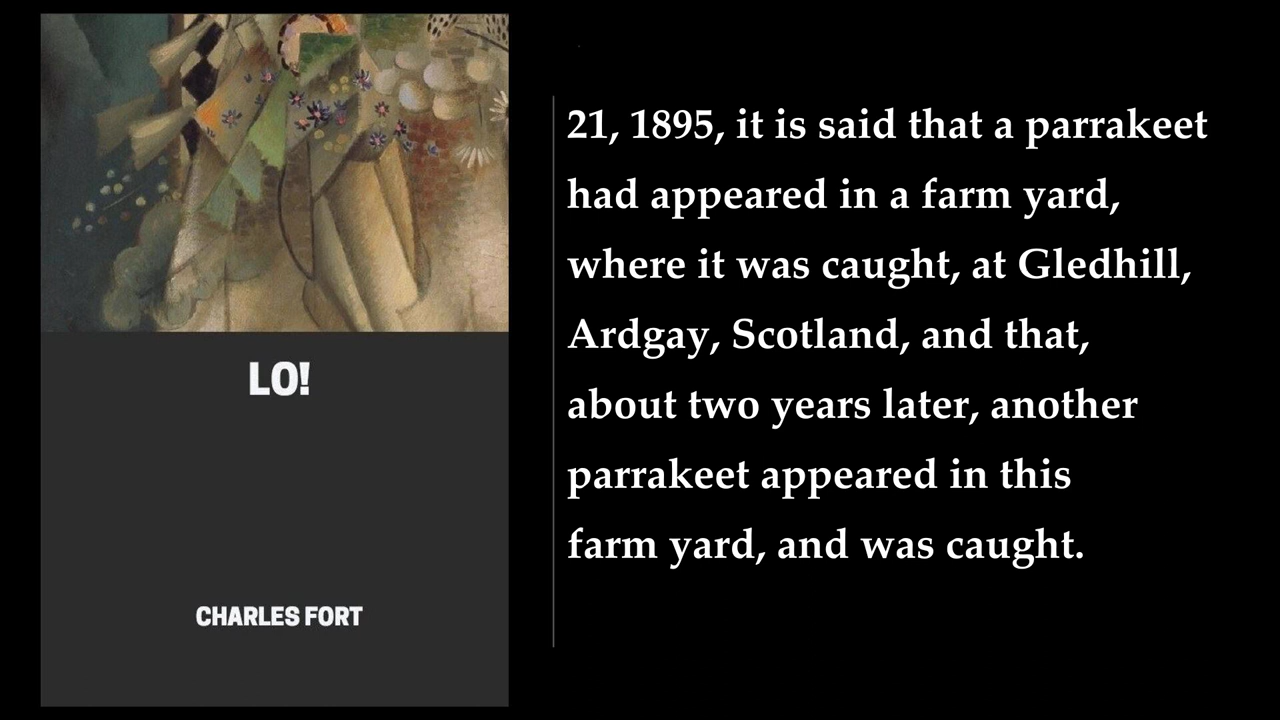 LO!
CHARLES FORT
21, 1895, it is said that a parrakeet
had appeared in a farm yard,
where it was caught, at Gledhill,
Ardgay, Scotland, and that,
about two years later, another
parrakeet appeared in this
farm yard, and was caught.